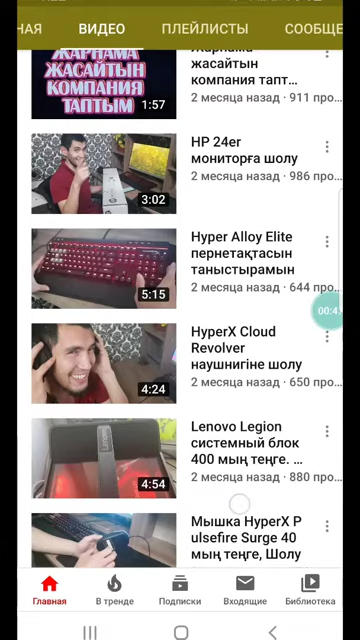 НАЯ
ВИДЕО
ПЛЕЙЛИСТЫ
СООБЩЕ
ЖАРНАМА
ЖАСАЙТЫН
КОМПАНИЯ
ТАПТЫМ
1:57
Жарнама
жасайтын
компания тапт...
2 месяца назад · 911 про...
3:02
HP 24er
мониторға шолу
2 месяца назад · 986 про...
5:15
Hyper Alloy Elite
пернетақтасын
таныстырамын
2 месяца назад · 644 про...
4:24
HyperX Cloud
Revolver
наушнигіне шолу
2 месяца назад · 650 про...
4:54
Lenovo Legion
системный блок
400 мың теңге. ...
2 месяца назад · 880 про...
Мышка HyperX P
ulsefire Surge 40
мың теңге, Шолу
Главная
В тренде
Подписки
Входящие
Библиотека